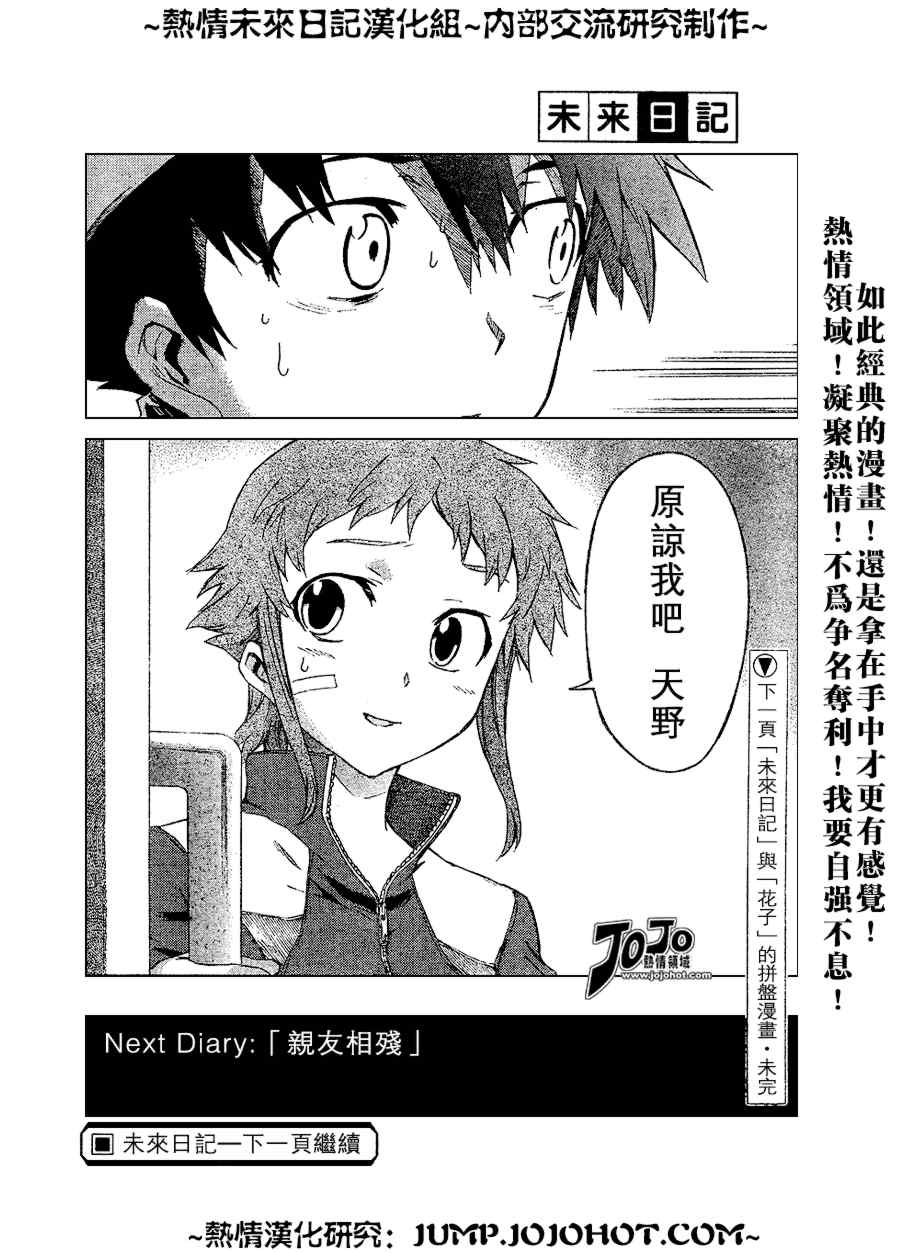 ~熱情未來日記漢化組~內部交流研究制作~
未来日記
如此經典的漫畫！還是拿在手中才更有感覺！
熱情領域！凝聚熱情！不爲争名奪利！我要自强不息！
原諒我吧 天野
▼下一頁「未來日記」與「花子」的拼盤漫畫・未完
JOJO
熱情領域
www.jojohot.com
Next Diary:「親友相殘」
未來日記—下一頁繼續
~熱情漢化研究：JUMP.JOJOHOT.COM~